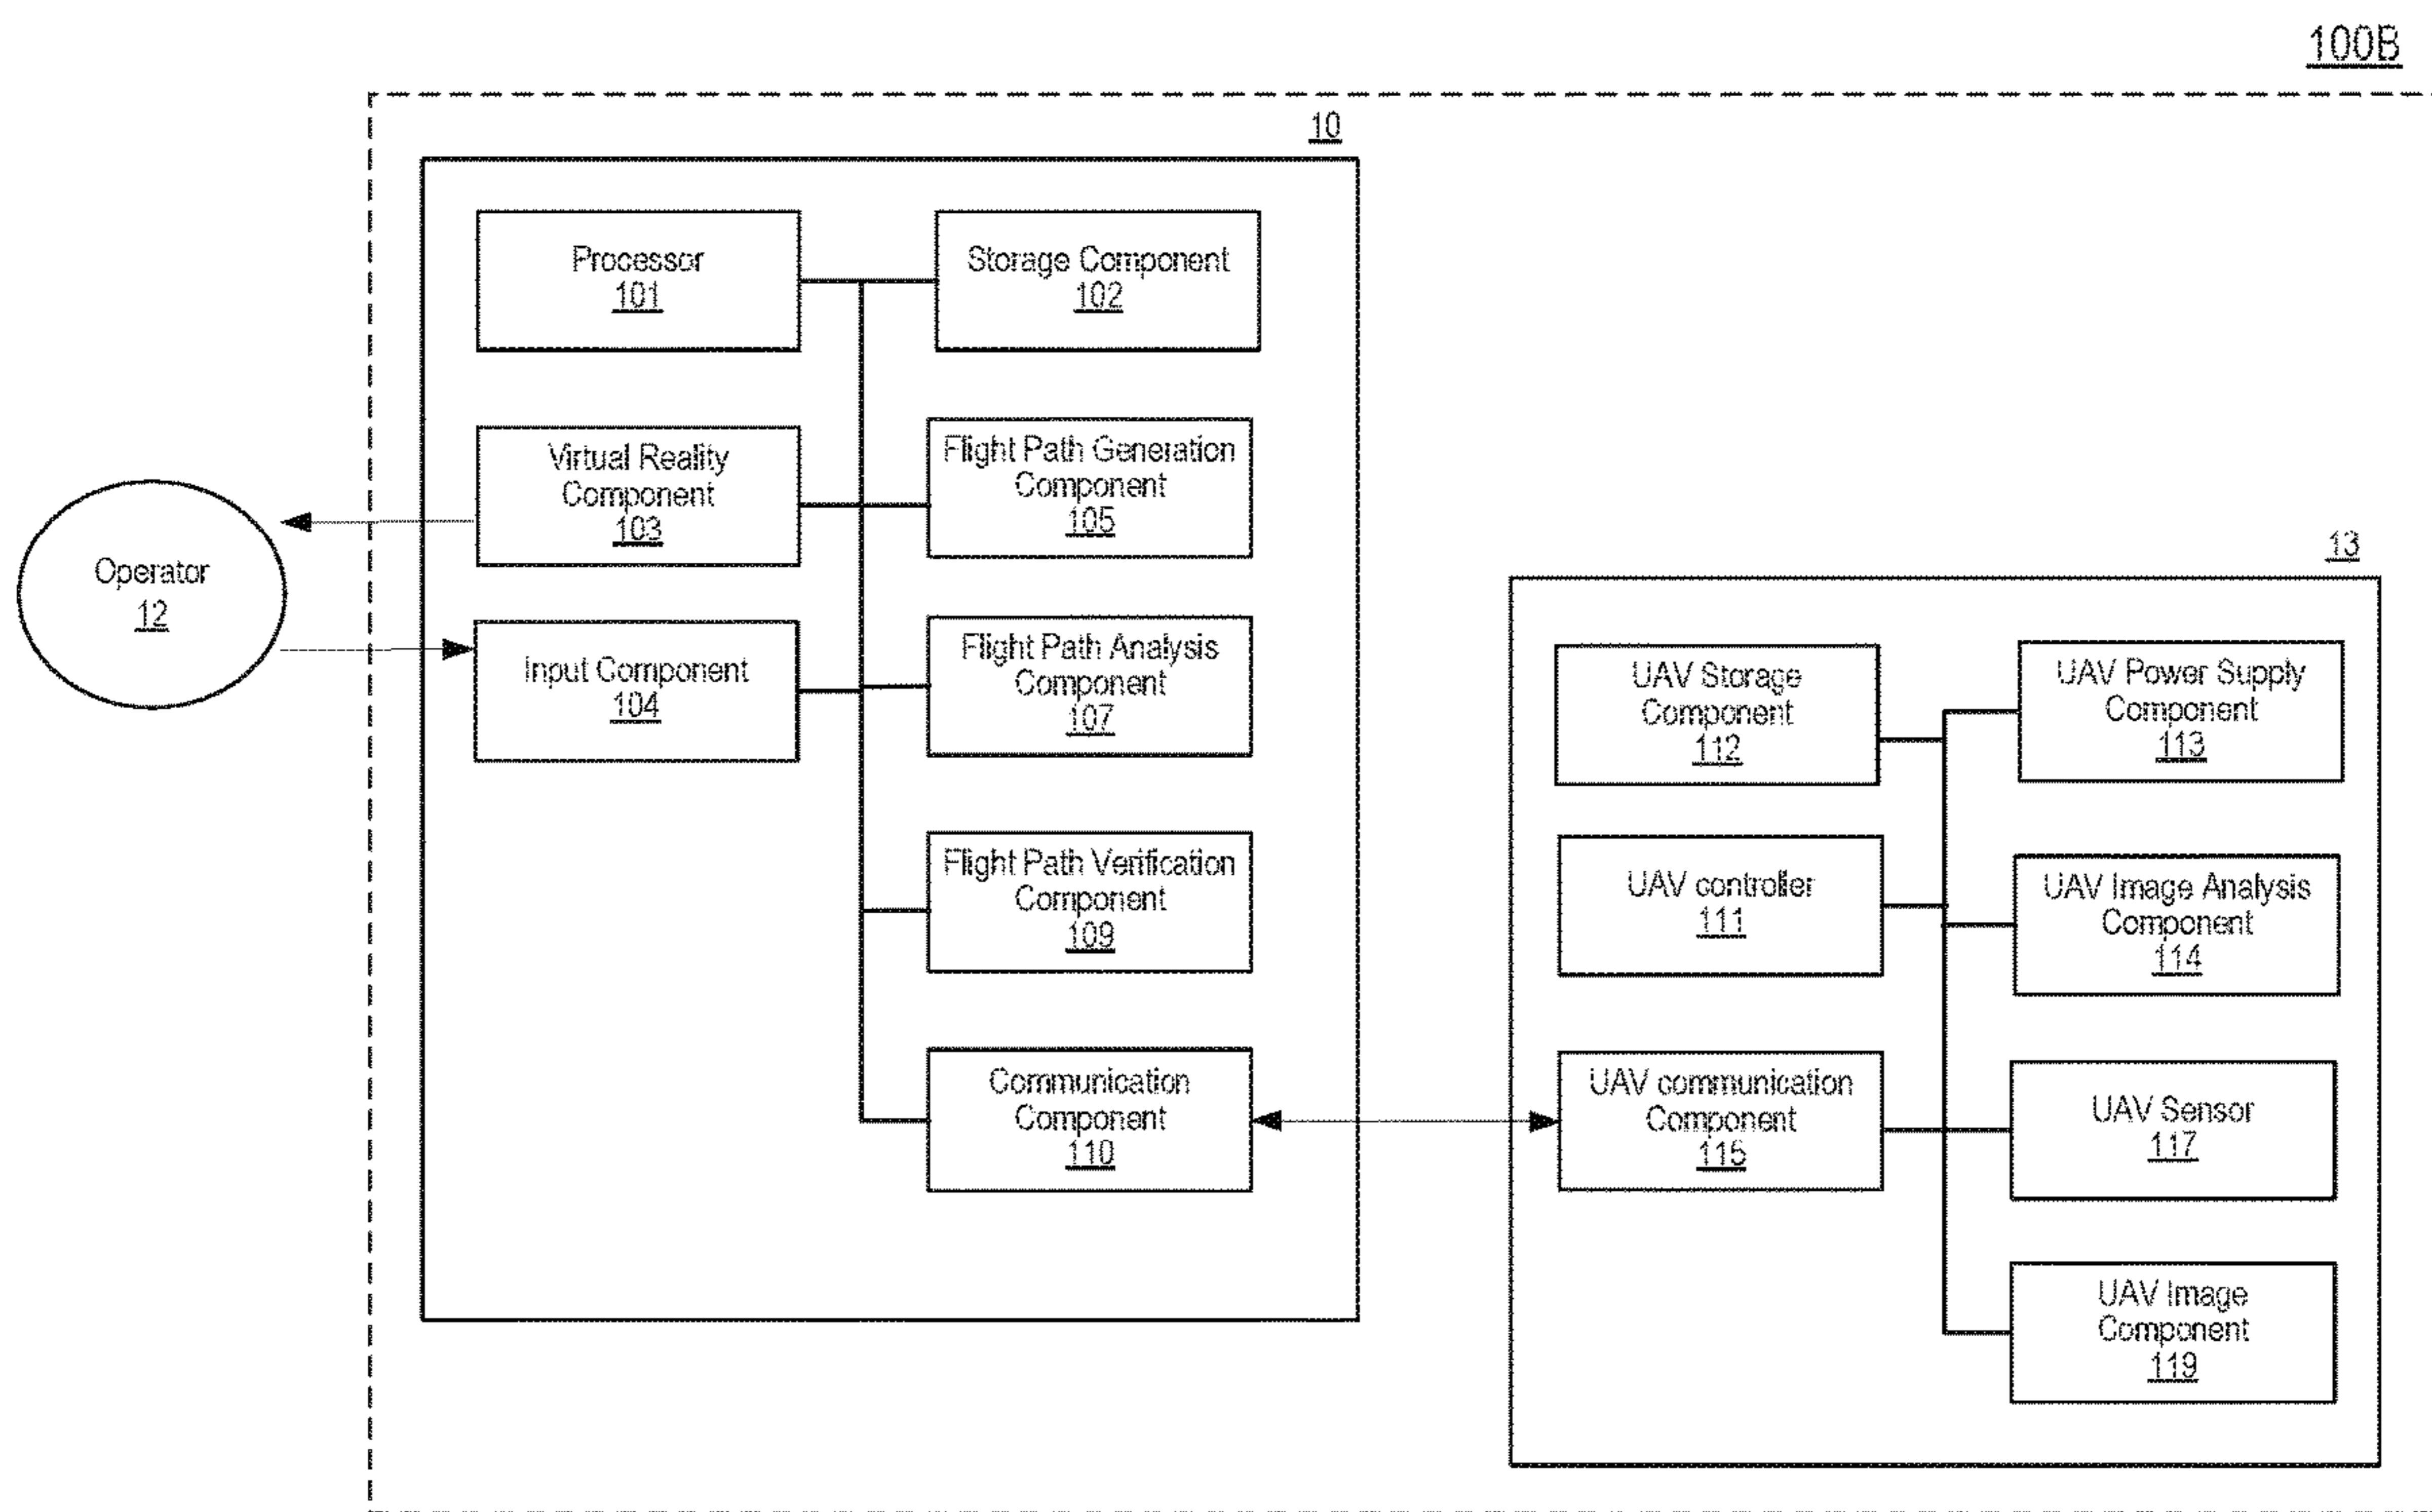 100B
10
Processor
101
Storage Component
102
Virtual Reality
Component
103
Flight Path Generation
Component
105
Operator
12
Input Component
104
Flight Path Analysis
Component
107
Flight Path Verification
Component
109
Communication
Component
110
13
UAV Storage
Component
112
UAV Power Supply
Component
113
UAV controller
111
UAV Image Analysis
Component
114
UAV communication
Component
115
UAV Sensor
117
UAV Image
Component
119